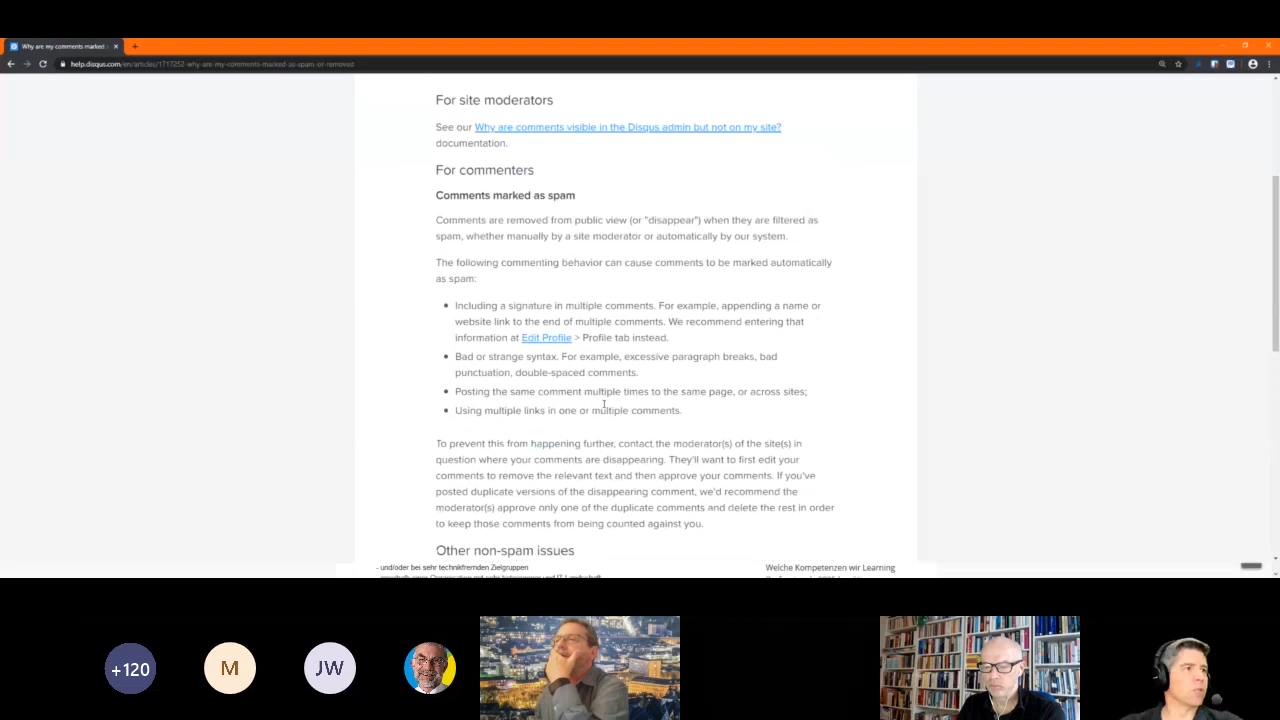 Why are my comments marked
help.disqus.com/en/articles/1717252-why-are-my-comments-marked-as-spam-or-removed
For site moderators
See our Why are comments visible in the Disqus admin but not on my site?
documentation.
For commenters
Comments marked as spam
Comments are removed from public view (or "disappear") when they are filtered as
spam, whether manually by a site moderator or automatically by our system.
The following commenting behavior can cause comments to be marked automatically
as spam:
Including a signature in multiple comments. For example, appending a name or
website link to the end of multiple comments. We recommend entering that
information at Edit Profile > Profile tab instead.
Bad or strange syntax. For example, excessive paragraph breaks, bad
punctuation, double-spaced comments.
Posting the same comment multiple times to the same page, or across sites;
Using multiple links in one or multiple comments.
To prevent this from happening further, contact the moderator(s) of the site(s) in
question where your comments are disappearing. They'll want to first edit your
comments to remove the relevant text and then approve your comments. If you've
posted duplicate versions of the disappearing comment, we'd recommend the
moderator(s) approve only one of the duplicate comments and delete the rest in order
to keep those comments from being counted against you.
Other non-spam issues
- und/oder bei sehr technikfremden Zielgruppen
Welche Kompetenzen wir Learning
+120
M
JW